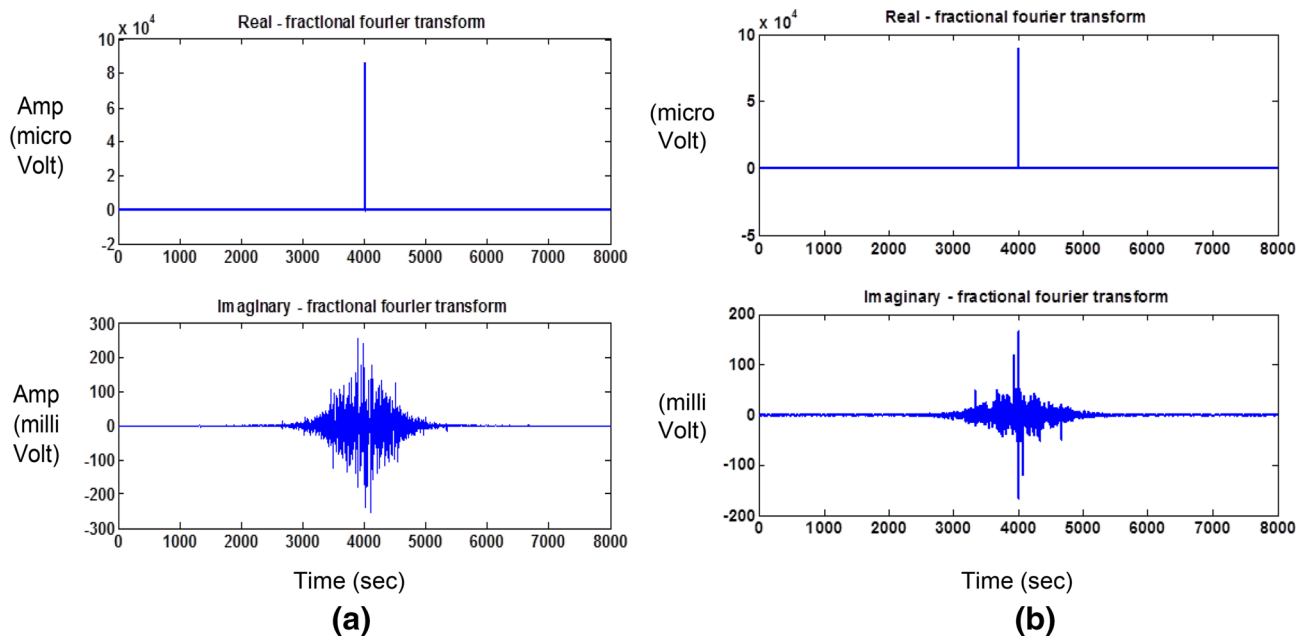 Real - fractional fourier transform
x 10⁴
10
8
6
4
2
0
-2
0 1000 2000 3000 4000 5000 6000 7000 8000
Amp
(micro
Volt)
Imaginary - fractional fourier transform
300
200
100
0
-100
-200
-300
0 1000 2000 3000 4000 5000 6000 7000 8000
Amp
(milli
Volt)
Time (sec)
(a)
Real - fractional fourier transform
x 10⁴
10
5
0
-5
0 1000 2000 3000 4000 5000 6000 7000 8000
(micro
Volt)
Imaginary - fractional fourier transform
200
100
0
-100
-200
0 1000 2000 3000 4000 5000 6000 7000 8000
(milli
Volt)
Time (sec)
(b)